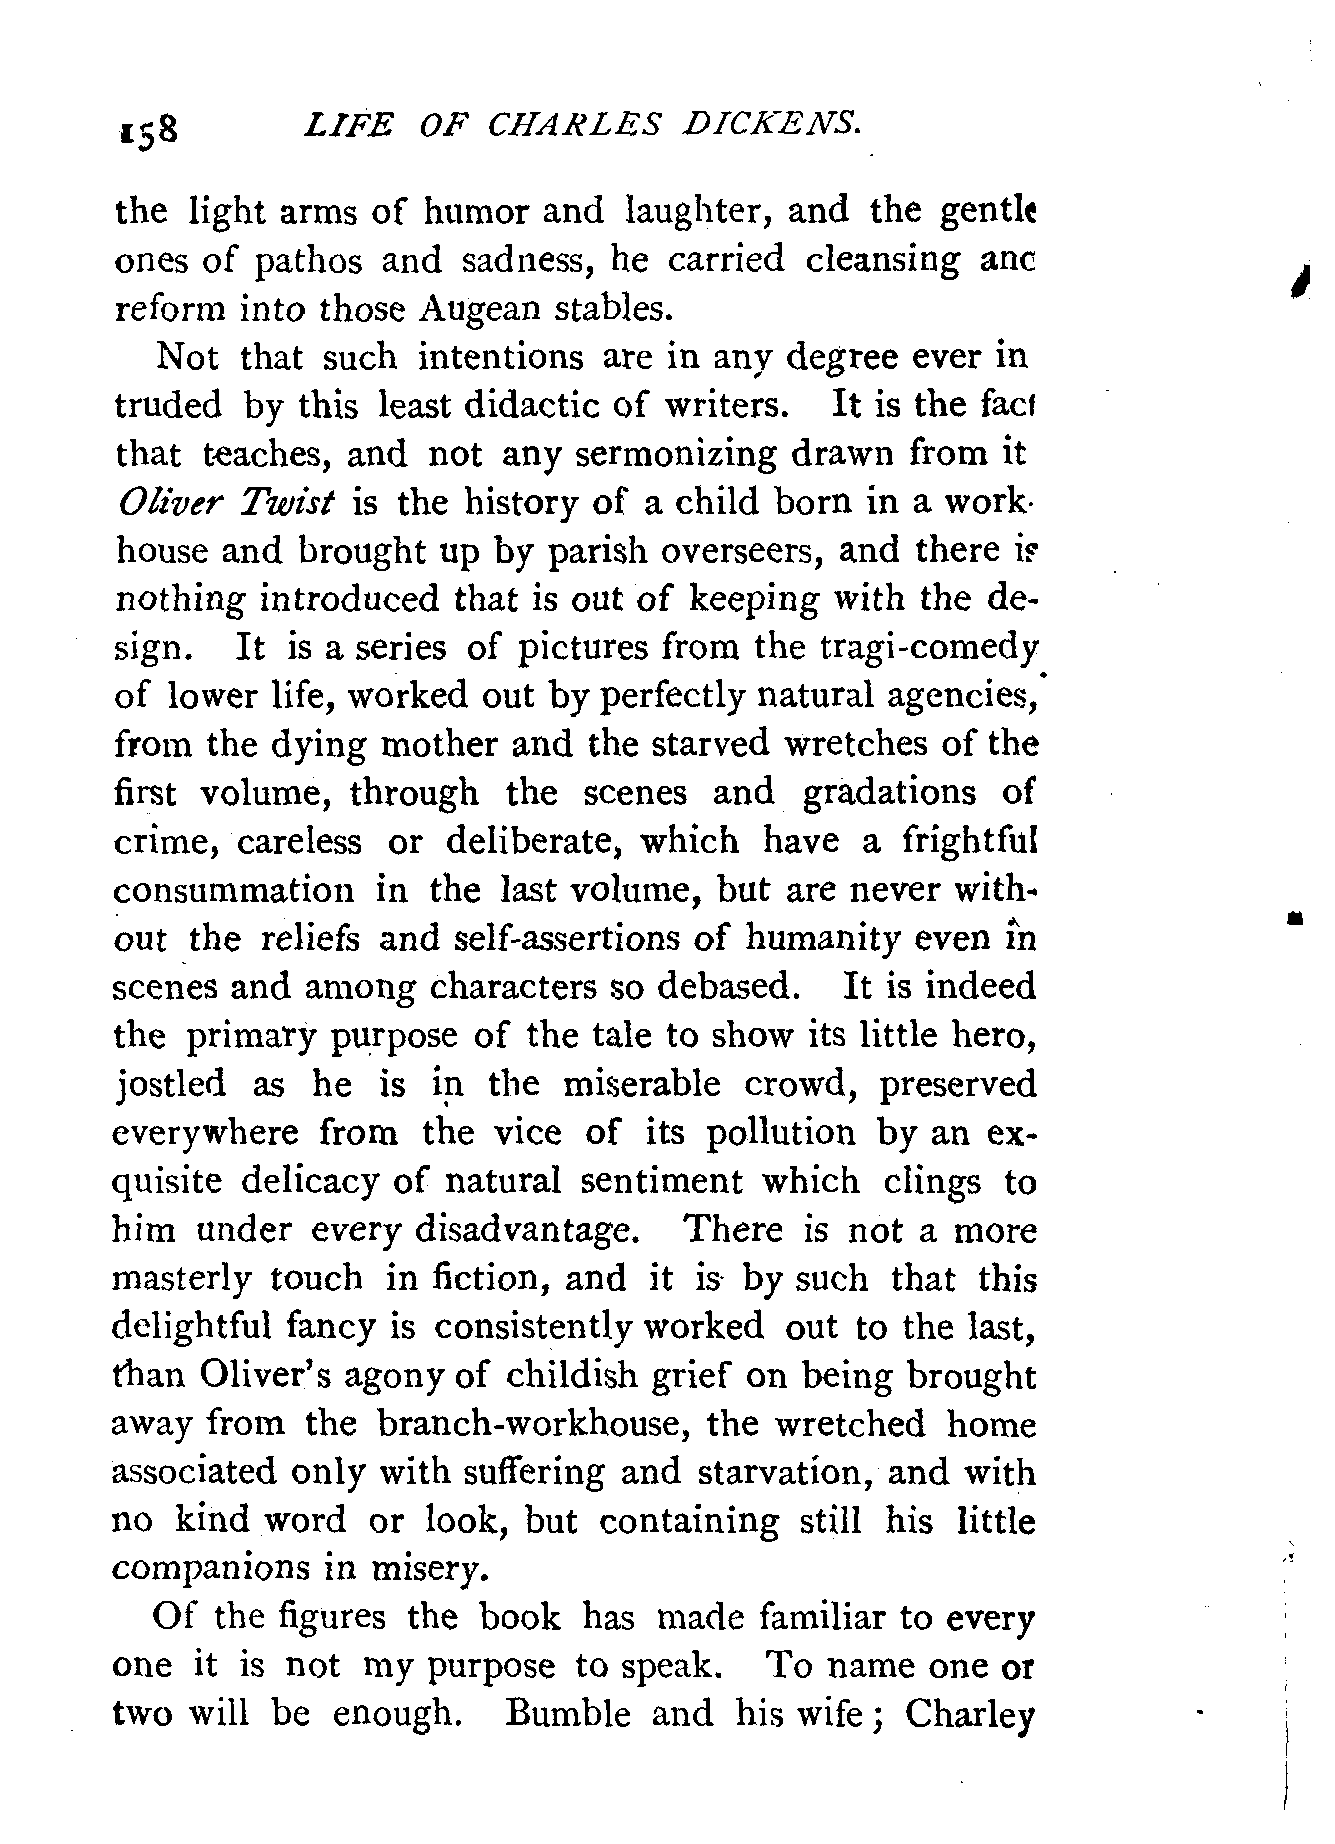 158 LIFE OF CHARLES DICKENS.
the light arms of humor and laughter, and the gentle
ones of pathos and sadness, he carried cleansing and
reform into those Augean stables.
Not that such intentions are in any degree ever in
truded by this least didactic of writers. It is the fact
that teaches, and not any sermonizing drawn from it
Oliver Twist is the history of a child born in a work-
house and brought up by parish overseers, and there is
nothing introduced that is out of keeping with the de-
sign. It is a series of pictures from the tragi-comedy
of lower life, worked out by perfectly natural agencies,
from the dying mother and the starved wretches of the
first volume, through the scenes and gradations of
crime, careless or deliberate, which have a frightful
consummation in the last volume, but are never with-
out the reliefs and self-assertions of humanity even in
scenes and among characters so debased. It is indeed
the primary purpose of the tale to show its little hero,
jostled as he is in the miserable crowd, preserved
everywhere from the vice of its pollution by an ex-
quisite delicacy of natural sentiment which clings to
him under every disadvantage. There is not a more
masterly touch in fiction, and it is by such that this
delightful fancy is consistently worked out to the last,
than Oliver's agony of childish grief on being brought
away from the branch-workhouse, the wretched home
associated only with suffering and starvation, and with
no kind word or look, but containing still his little
companions in misery.
Of the figures the book has made familiar to every
one it is not my purpose to speak. To name one or
two will be enough. Bumble and his wife; Charley